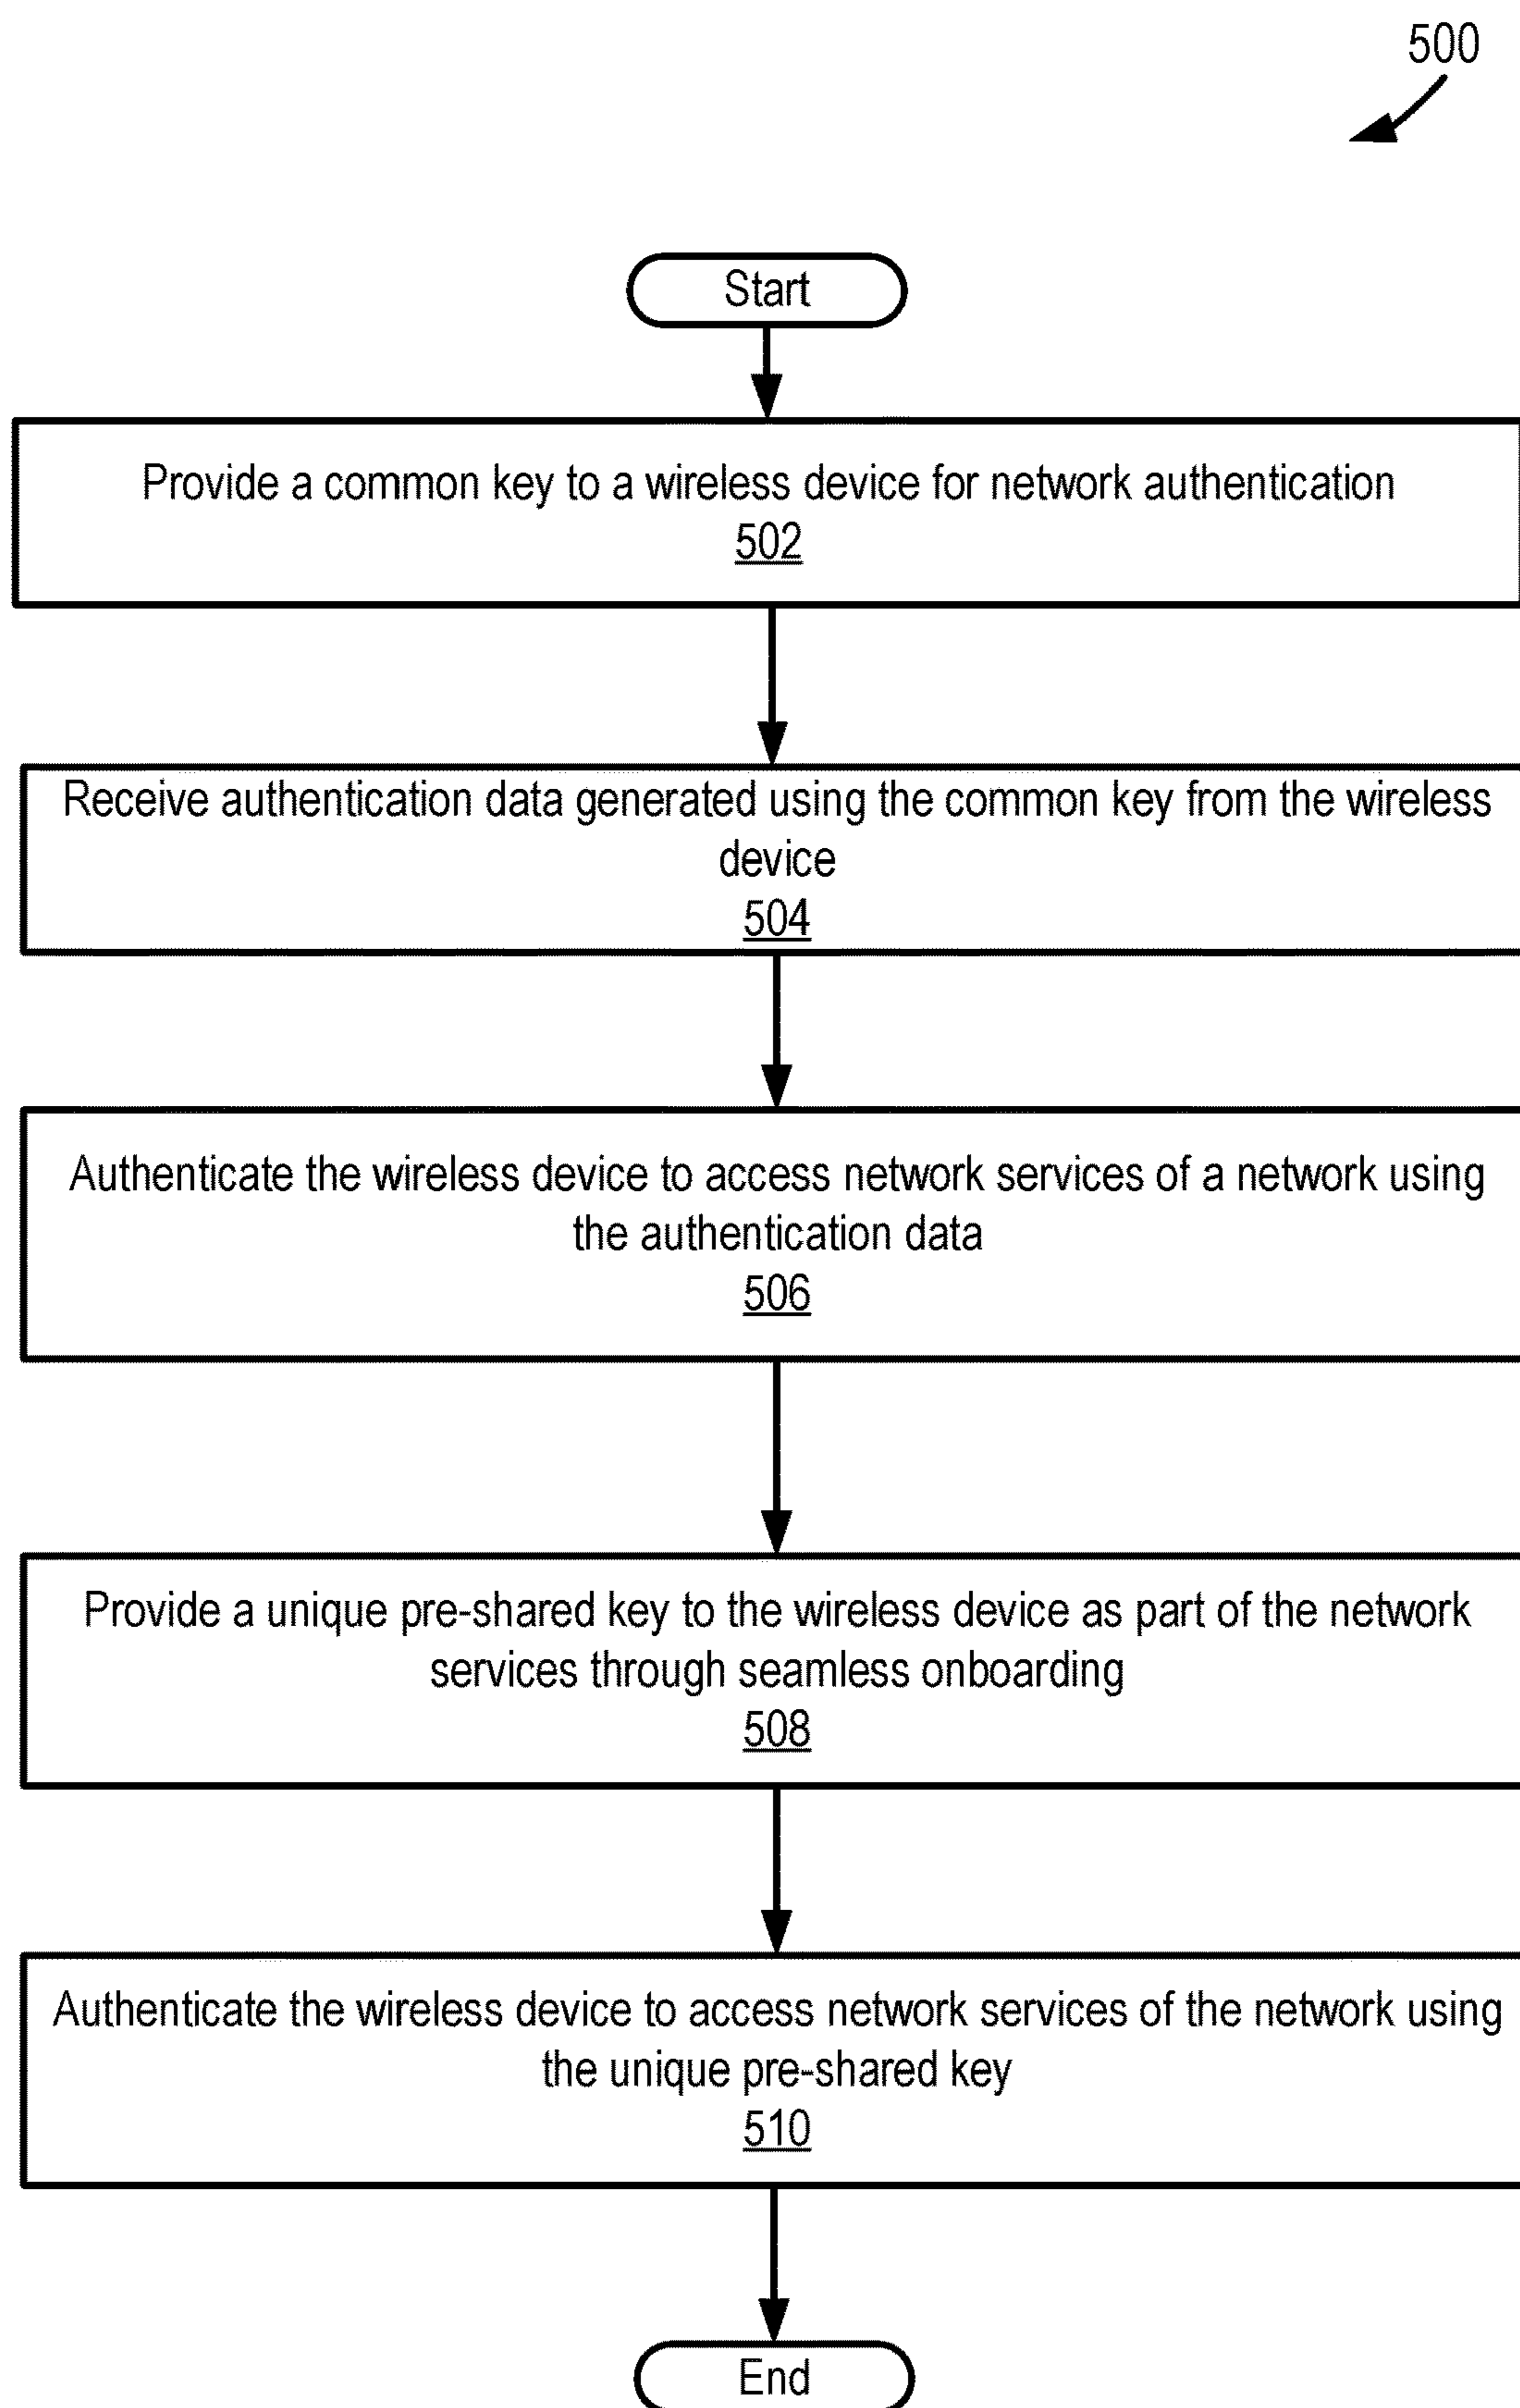 500
Start
Provide a common key to a wireless device for network authentication
502
Receive authentication data generated using the common key from the wireless
device
504
Authenticate the wireless device to access network services of a network using
the authentication data
506
Provide a unique pre-shared key to the wireless device as part of the network
services through seamless onboarding
508
Authenticate the wireless device to access network services of the network using
the unique pre-shared key
510
End